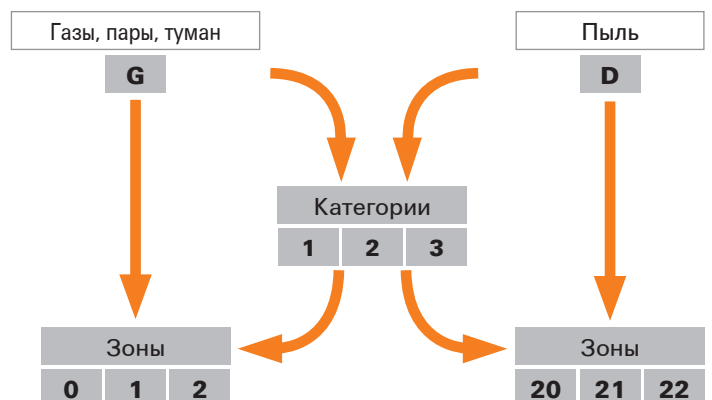 Газы, пары, туман
Пыль
G
D
Категории
1 2 3
Зоны
0 1 2
Зоны
20 21 22